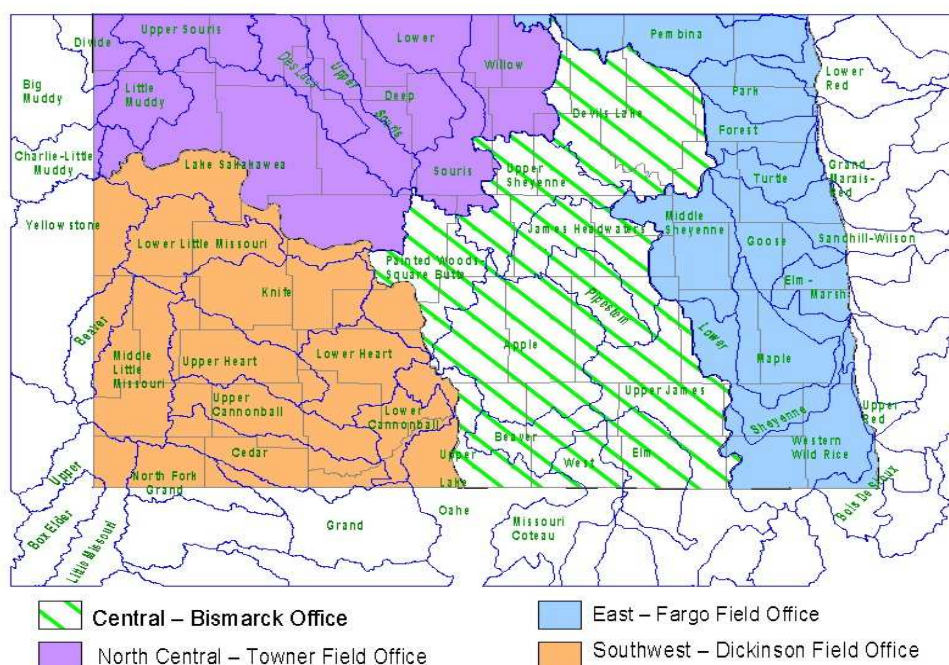 Upper Souris
Lower
Pembina
Divide
Willow
Des Lacs
Upper
Souris
Big
Muddy
Little
Muddy
Deep
Lower
Red
Park
Devils Lake
Forest
Charlie-Little
Muddy
Lake Sakakawea
Souris
Upper
Sheyenne
Turtle
Grand
Marais-
Red
Yellowstone
Lower Little Missouri
James Headwaters
Middle
Sheyenne
Goose
Sandhill-Wilson
Painted Woods-
Square Butte
Knife
Pipestem
Elm-
Marsh
Beaver
Middle
Little
Missouri
Upper Heart
Lower Heart
Apple
Lower
Maple
Upper
Cannonball
Lower
Cannonball
Upper James
Sheyenne
Upper
Red
Cedar
Beaver
West
Elm
Western
Wild Rice
North Fork
Grand
Upper
Lake
Oahe
Upper
Box Elder
Little Missouri
Grand
Missouri
Coteau
Bois De Sioux
Central – Bismarck Office
East – Fargo Field Office
North Central – Towner Field Office
Southwest – Dickinson Field Office